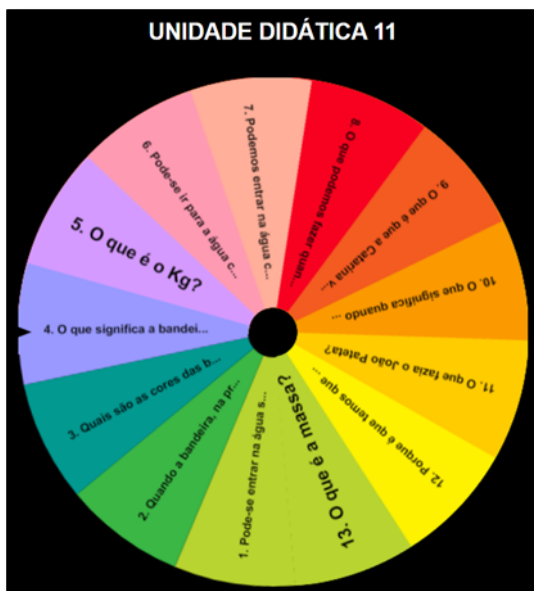 UNIDADE DIDÁTICA 11
1. Pode-se entrar na água s...
2. Quando a bandeira, na pr...
3. Quais são as cores das b...
4. O que significa a bandei...
5. O que é o Kg?
6. Pode-se ir para a água c...
7. Podemos entrar na água c...
8. O que podemos fazer quan...
9. O que é que a Catarina v...
10. O que significa quando ...
11. O que fazia o João Pateta?
12. Porque é que temos que ...
13. O que é a massa?